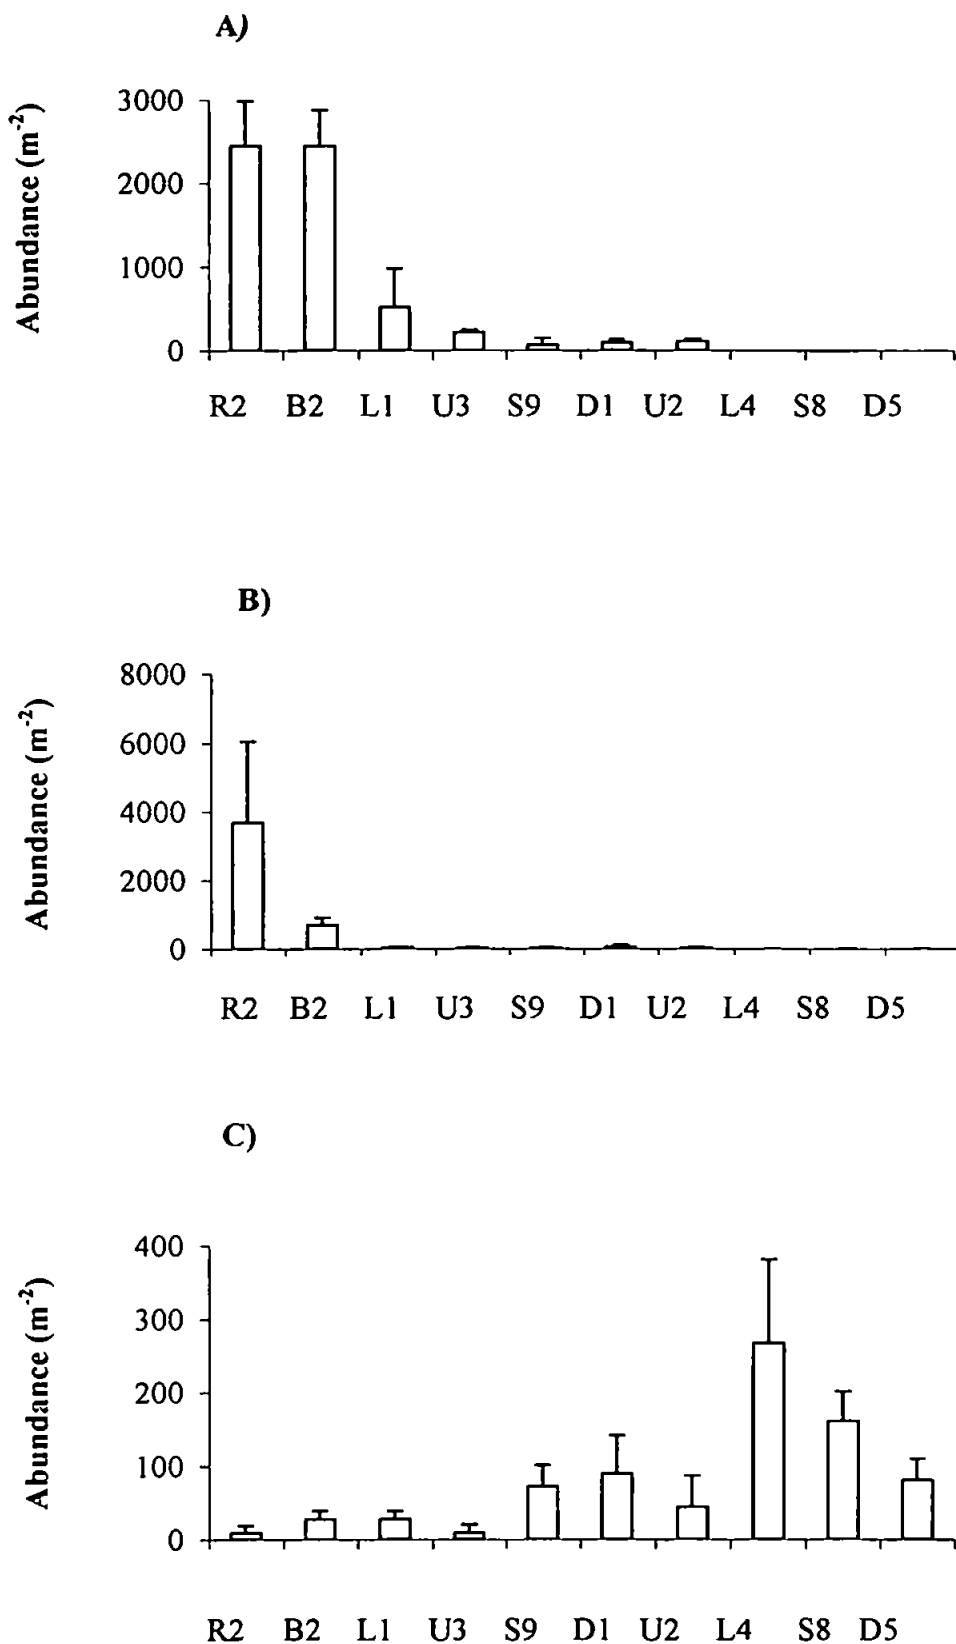 A)
Abundance (m-2)
3000
2000
1000
0
R2 B2 L1 U3 S9 D1 U2 L4 S8 D5
B)
Abundance (m-2)
8000
6000
4000
2000
0
R2 B2 L1 U3 S9 D1 U2 L4 S8 D5
C)
Abundance (m-2)
400
300
200
100
0
R2 B2 L1 U3 S9 D1 U2 L4 S8 D5